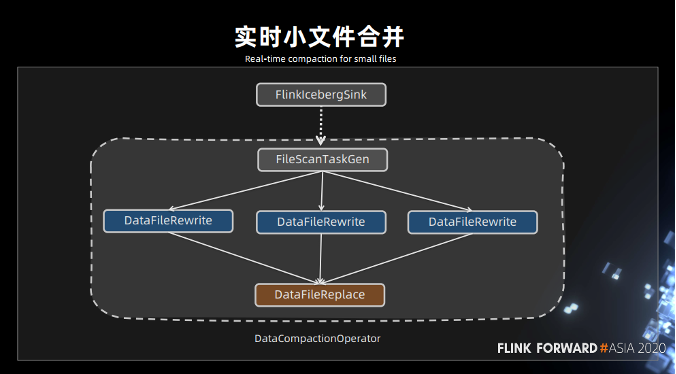 实时小文件合并
Real-time compaction for small files
FlinkIcebergSink
FileScanTaskGen
DataFileRewrite
DataFileRewrite
DataFileRewrite
DataFileReplace
DataCompactionOperator
FLINK FORWARD #ASIA 2020